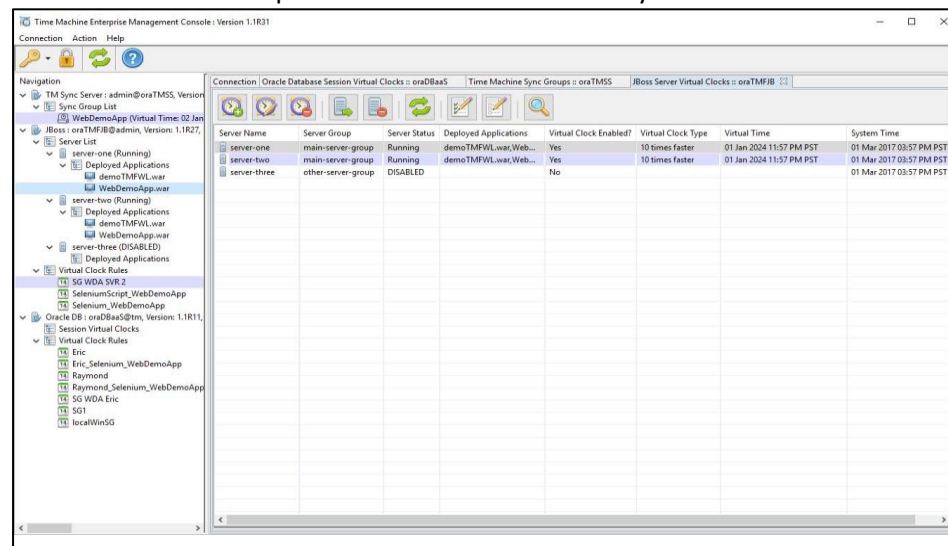 Time Machine Enterprise Management Console : Version 1.1R31
Connection Action Help
Navigation
TM Sync Server : admin@oraTMSS, Version
Sync Group List
WebDemoApp (Virtual Time: 02 Jan
JBoss : oraTMFJB@admin, Version: 1.1R27,
Server List
server-one (Running)
Deployed Applications
demoTMFWL.war
WebDemoApp.war
server-two (Running)
Deployed Applications
demoTMFWL.war
WebDemoApp.war
server-three (DISABLED)
Deployed Applications
Virtual Clock Rules
SG WDA SVR 2
SeleniumScript_WebDemoApp
Selenium_WebDemoApp
Oracle DB : oraDBaaS@tm, Version: 1.1R11,
Session Virtual Clocks
Virtual Clock Rules
Eric
Eric_Selenium_WebDemoApp
Raymond
Raymond_Selenium_WebDemoApp
SG WDA Eric
SG1
localWinSG
Connection Oracle Database Session Virtual Clocks :: oraDBaaS Time Machine Sync Groups :: oraTMSS JBoss Server Virtual Clocks :: oraTMFJB
Server Name Server Group Server Status Deployed Applications Virtual Clock Enabled? Virtual Clock Type Virtual Time System Time
server-one main-server-group Running demoTMFWL.war,Web... Yes 10 times faster 01 Jan 2024 11:57 PM PST 01 Mar 2017 03:57 PM PST
server-two main-server-group Running demoTMFWL.war,Web... Yes 10 times faster 01 Jan 2024 11:57 PM PST 01 Mar 2017 03:57 PM PST
server-three other-server-group DISABLED No 01 Mar 2017 03:57 PM PST